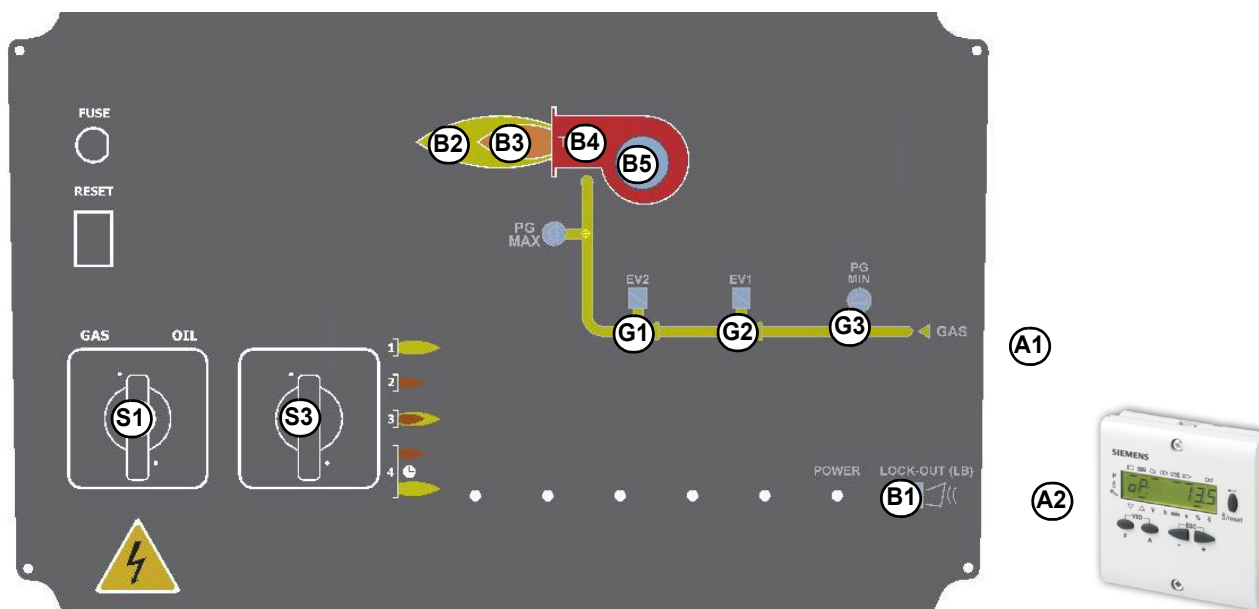 FUSE
B2
B3
B4
B5
RESET
PG
MAX
EV2
EV1
PG
MIN
G1
G2
G3
GAS
A1
GAS OIL
1
2
3
4
S1
S3
POWER
LOCK-OUT (LB)
B1
A2
SIEMENS
oP: 13.5
V h min s %
VSD
ESC
F A - +
/reset